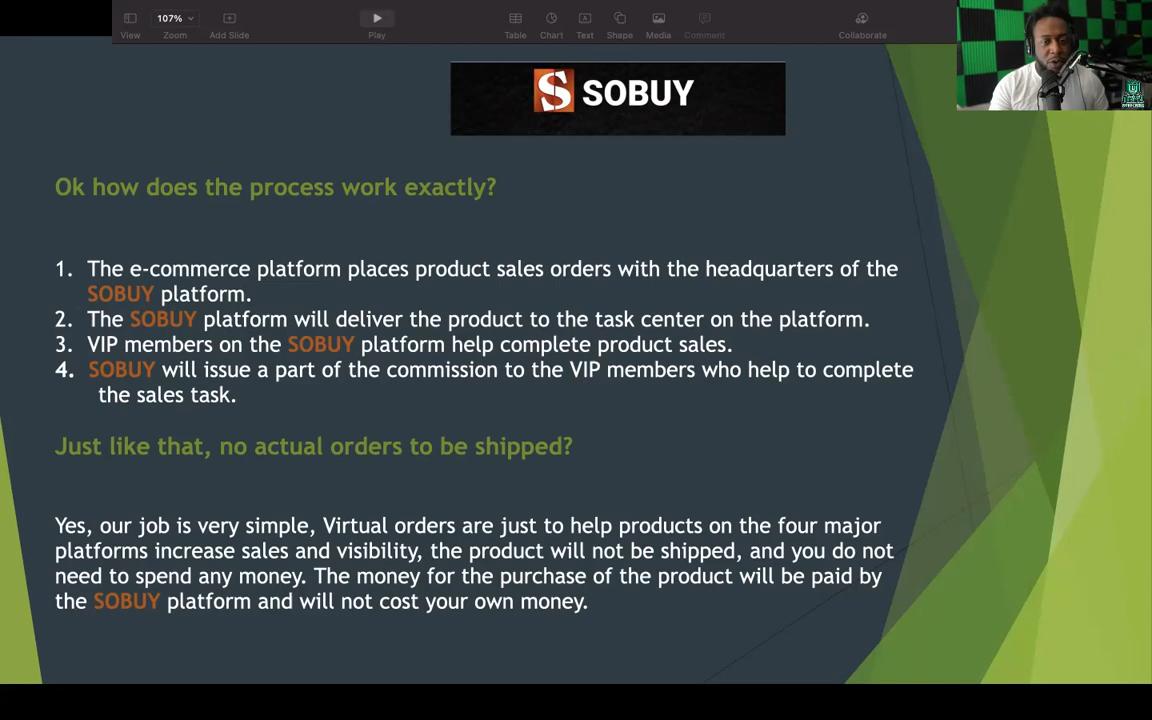 107%
View
Zoom
Add Slide
Play
Table
Chart
Text
Shape
Media
Comment
Collaborate
S SOBUY
Ok how does the process work exactly?
1. The e-commerce platform places product sales orders with the headquarters of the
SOBUY platform.
2. The SOBUY platform will deliver the product to the task center on the platform.
3. VIP members on the SOBUY platform help complete product sales.
4. SOBUY will issue a part of the commission to the VIP members who help to complete
the sales task.
Just like that, no actual orders to be shipped?
Yes, our job is very simple, Virtual orders are just to help products on the four major
platforms increase sales and visibility, the product will not be shipped, and you do not
need to spend any money. The money for the purchase of the product will be paid by
the SOBUY platform and will not cost your own money.